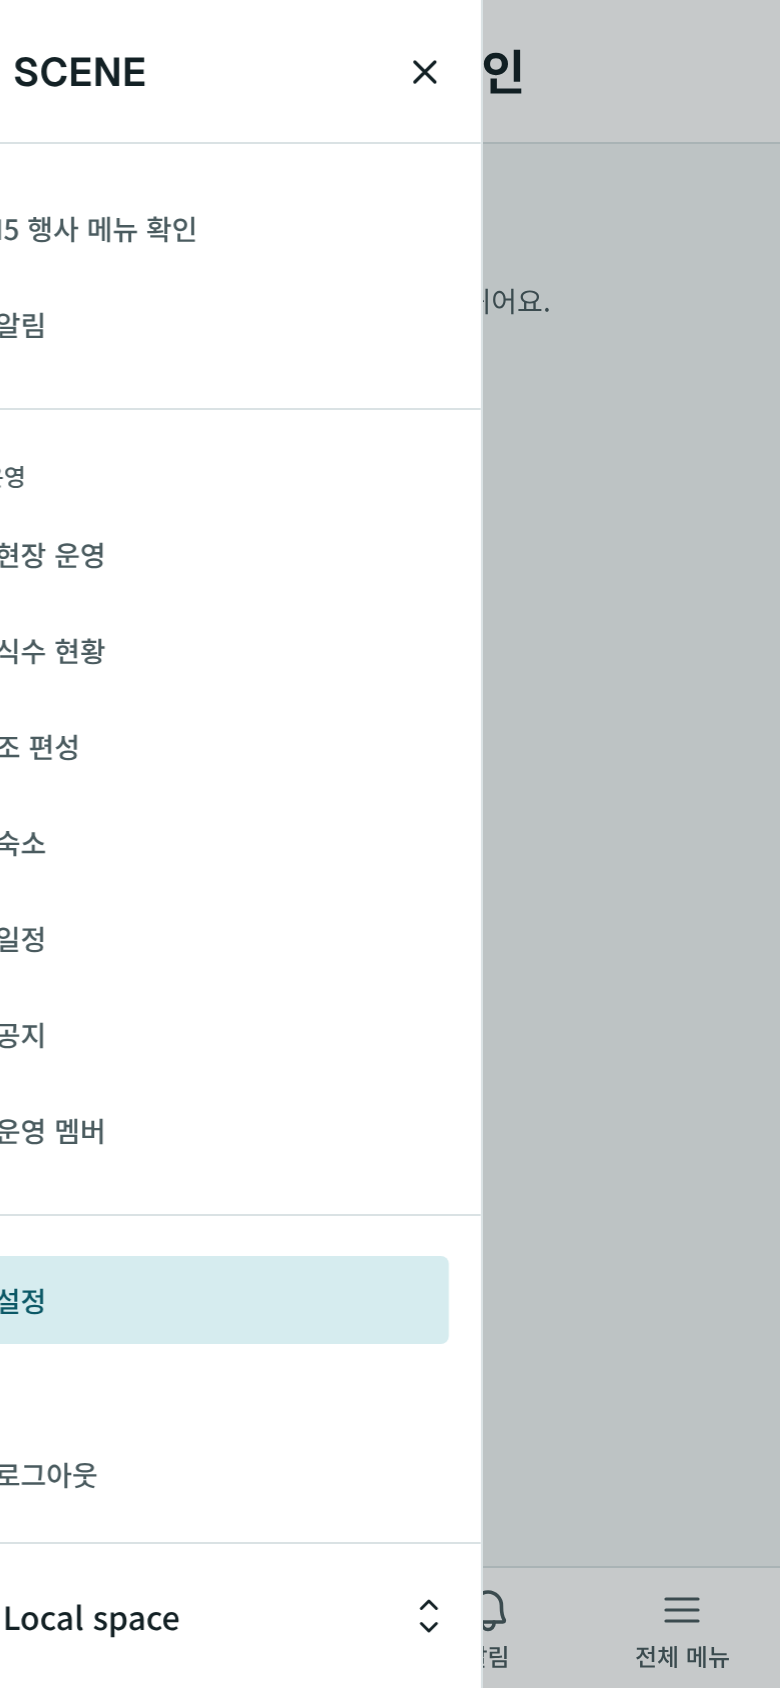 SCENE
인
15 행사 메뉴 확인
어요.
알림
운영
현장 운영
식수 현황
조 편성
숙소
일정
공지
운영 멤버
설정
로그아웃
Local space
알림
전체 메뉴